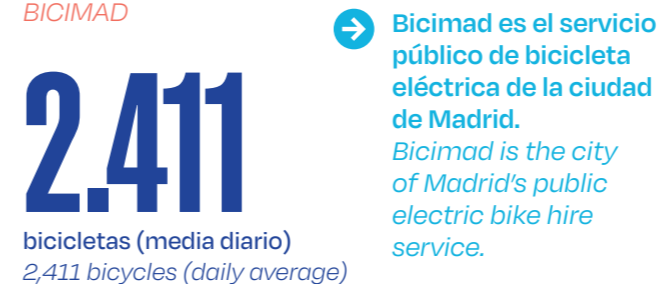 BICIMAD
2.411
bicicletas (media diario)
2,411 bicycles (daily average)
Bicimad es el servicio
público de bicicleta
eléctrica de la ciudad
de Madrid.
Bicimad is the city
of Madrid's public
electric bike hire
service.